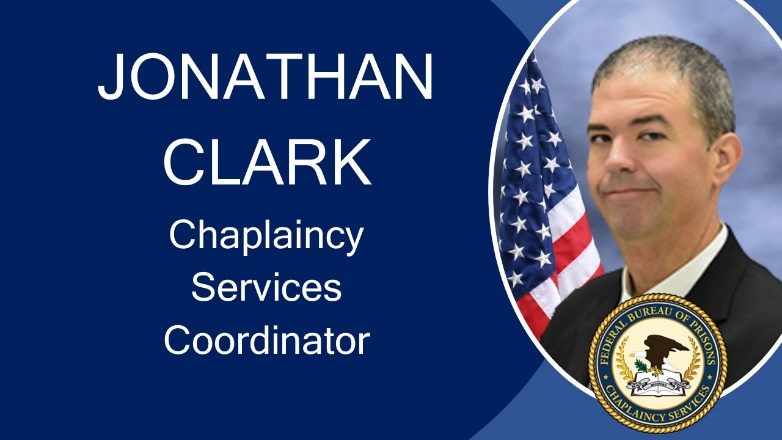 JONATHAN
CLARK
Chaplaincy
Services
Coordinator
FEDERAL BUREAU OF PRISONS
CHAPLAINCY SERVICES